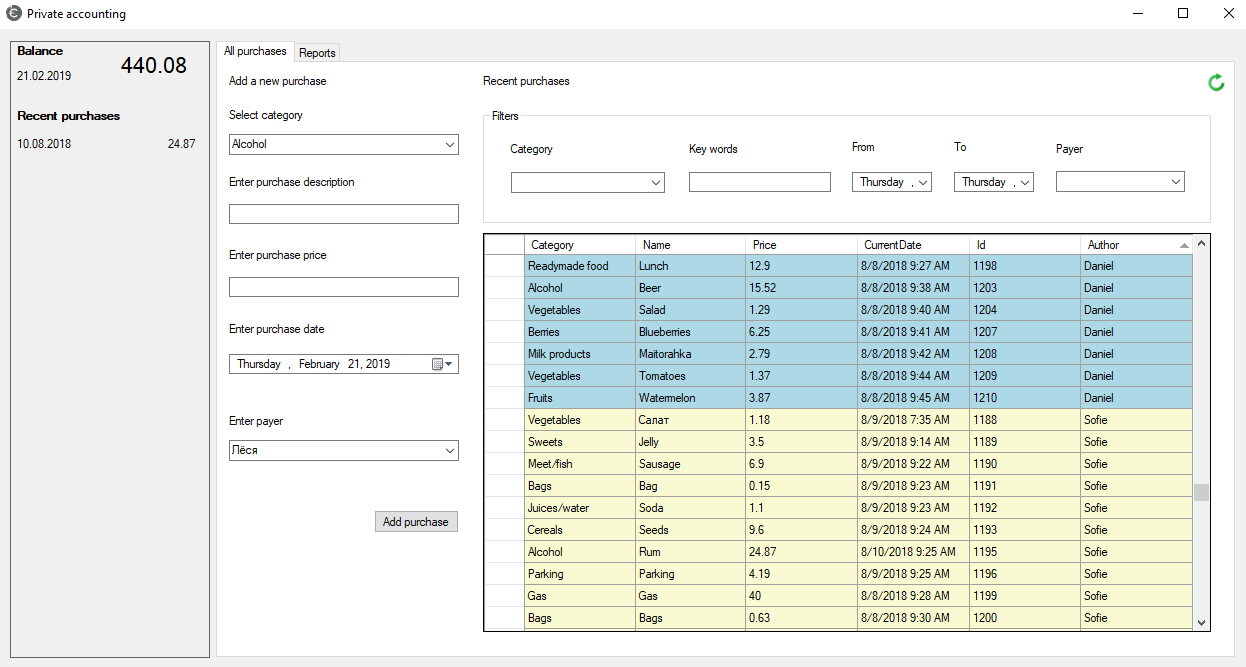 Private accounting
Balance
21.02.2019 440.08
Recent purchases
10.08.2018 24.87
All purchases Reports
Add a new purchase
Select category
Alcohol
Enter purchase description
Enter purchase price
Enter purchase date
Thursday , February 21, 2019
Enter payer
Лёся
Add purchase
Recent purchases
Filters
Category Key words From To Payer
Thursday , Thursday ,
Category Name Price CurrentDate Id Author
Readymade food Lunch 12.9 8/8/2018 9:27 AM 1198 Daniel
Alcohol Beer 15.52 8/8/2018 9:38 AM 1203 Daniel
Vegetables Salad 1.29 8/8/2018 9:40 AM 1204 Daniel
Berries Blueberries 6.25 8/8/2018 9:41 AM 1207 Daniel
Milk products Maitorahka 2.79 8/8/2018 9:42 AM 1208 Daniel
Vegetables Tomatoes 1.37 8/8/2018 9:44 AM 1209 Daniel
Fruits Watermelon 3.87 8/8/2018 9:45 AM 1210 Daniel
Vegetables Салат 1.18 8/9/2018 7:35 AM 1188 Sofie
Sweets Jelly 3.5 8/9/2018 9:14 AM 1189 Sofie
Meet/fish Sausage 6.9 8/9/2018 9:22 AM 1190 Sofie
Bags Bag 0.15 8/9/2018 9:23 AM 1191 Sofie
Juices/water Soda 1.1 8/9/2018 9:23 AM 1192 Sofie
Cereals Seeds 9.6 8/9/2018 9:24 AM 1193 Sofie
Alcohol Rum 24.87 8/10/2018 9:25 AM 1195 Sofie
Parking Parking 4.19 8/9/2018 9:25 AM 1196 Sofie
Gas Gas 40 8/8/2018 9:28 AM 1199 Sofie
Bags Bags 0.63 8/8/2018 9:30 AM 1200 Sofie